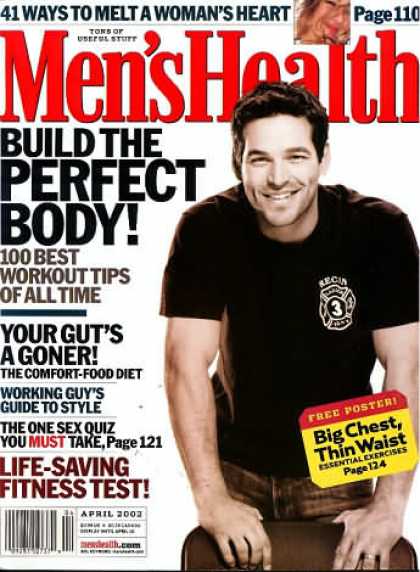 41 WAYS TO MELT A WOMAN'S HEART Page 110
TONS OF
USEFUL STUFF
Men'sHealth
BUILD THE
PERFECT
BODY!
100 BEST
WORKOUT TIPS
OF ALL TIME
YOUR GUT'S
A GONER!
THE COMFORT-FOOD DIET
WORKING GUY'S
GUIDE TO STYLE
THE ONE SEX QUIZ
YOU MUST TAKE, Page 121
LIFE-SAVING
FITNESS TEST!
3
FREE POSTER!
Big Chest,
Thin Waist
ESSENTIAL EXERCISES
Page 124
APRIL 2002
menshealth.com
04